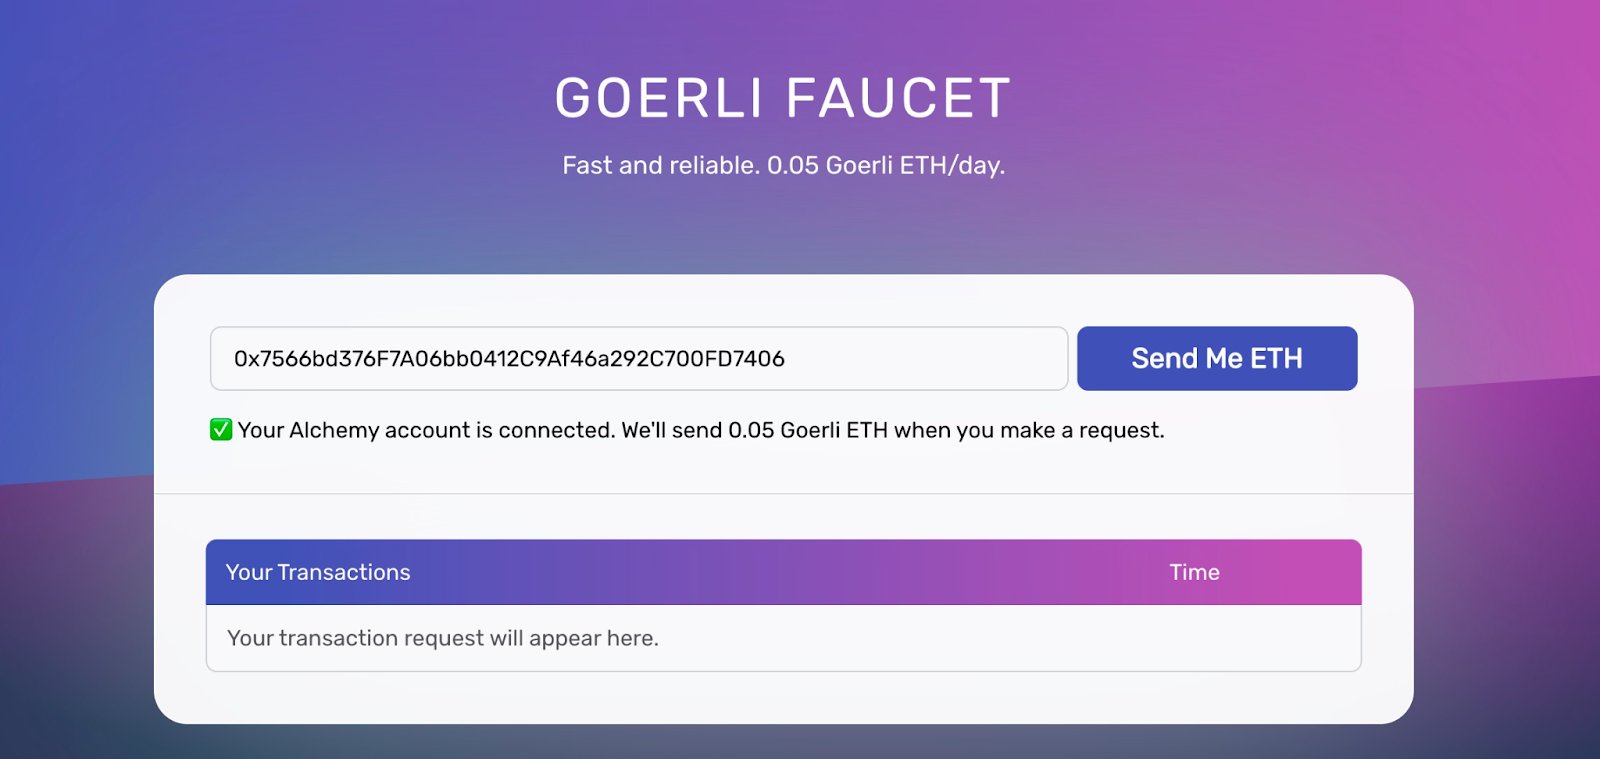 GOERLI FAUCET
Fast and reliable. 0.05 Goerli ETH/day.
0x7566bd376F7A06bb0412C9Af46a292C700FD7406
Send Me ETH
✅ Your Alchemy account is connected. We'll send 0.05 Goerli ETH when you make a request.
Your Transactions
Time
Your transaction request will appear here.